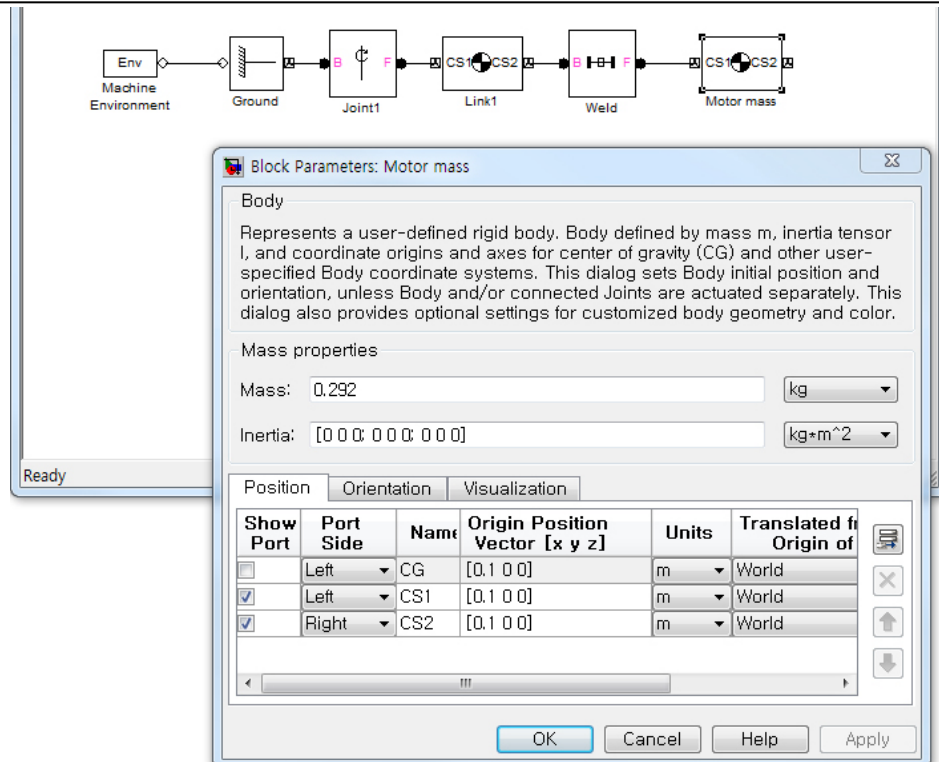 Env
Machine
Environment
Ground
B
F
Joint1
CS1
CS2
Link1
B
F
Weld
CS1
CS2
Motor mass
Block Parameters: Motor mass
Body
Represents a user-defined rigid body. Body defined by mass m, inertia tensor
I, and coordinate origins and axes for center of gravity (CG) and other user-
specified Body coordinate systems. This dialog sets Body initial position and
orientation, unless Body and/or connected Joints are actuated separately. This
dialog also provides optional settings for customized body geometry and color.
Mass properties
Mass: 0.292 kg
Inertia: [0 0 0; 0 0 0; 0 0 0] kg*m^2
Ready
Position Orientation Visualization
Show Port Port Side Name Origin Position Vector [x y z] Units Translated fr Origin of
Left CG [0.1 0 0] m World
Left CS1 [0.1 0 0] m World
Right CS2 [0.1 0 0] m World
OK Cancel Help Apply